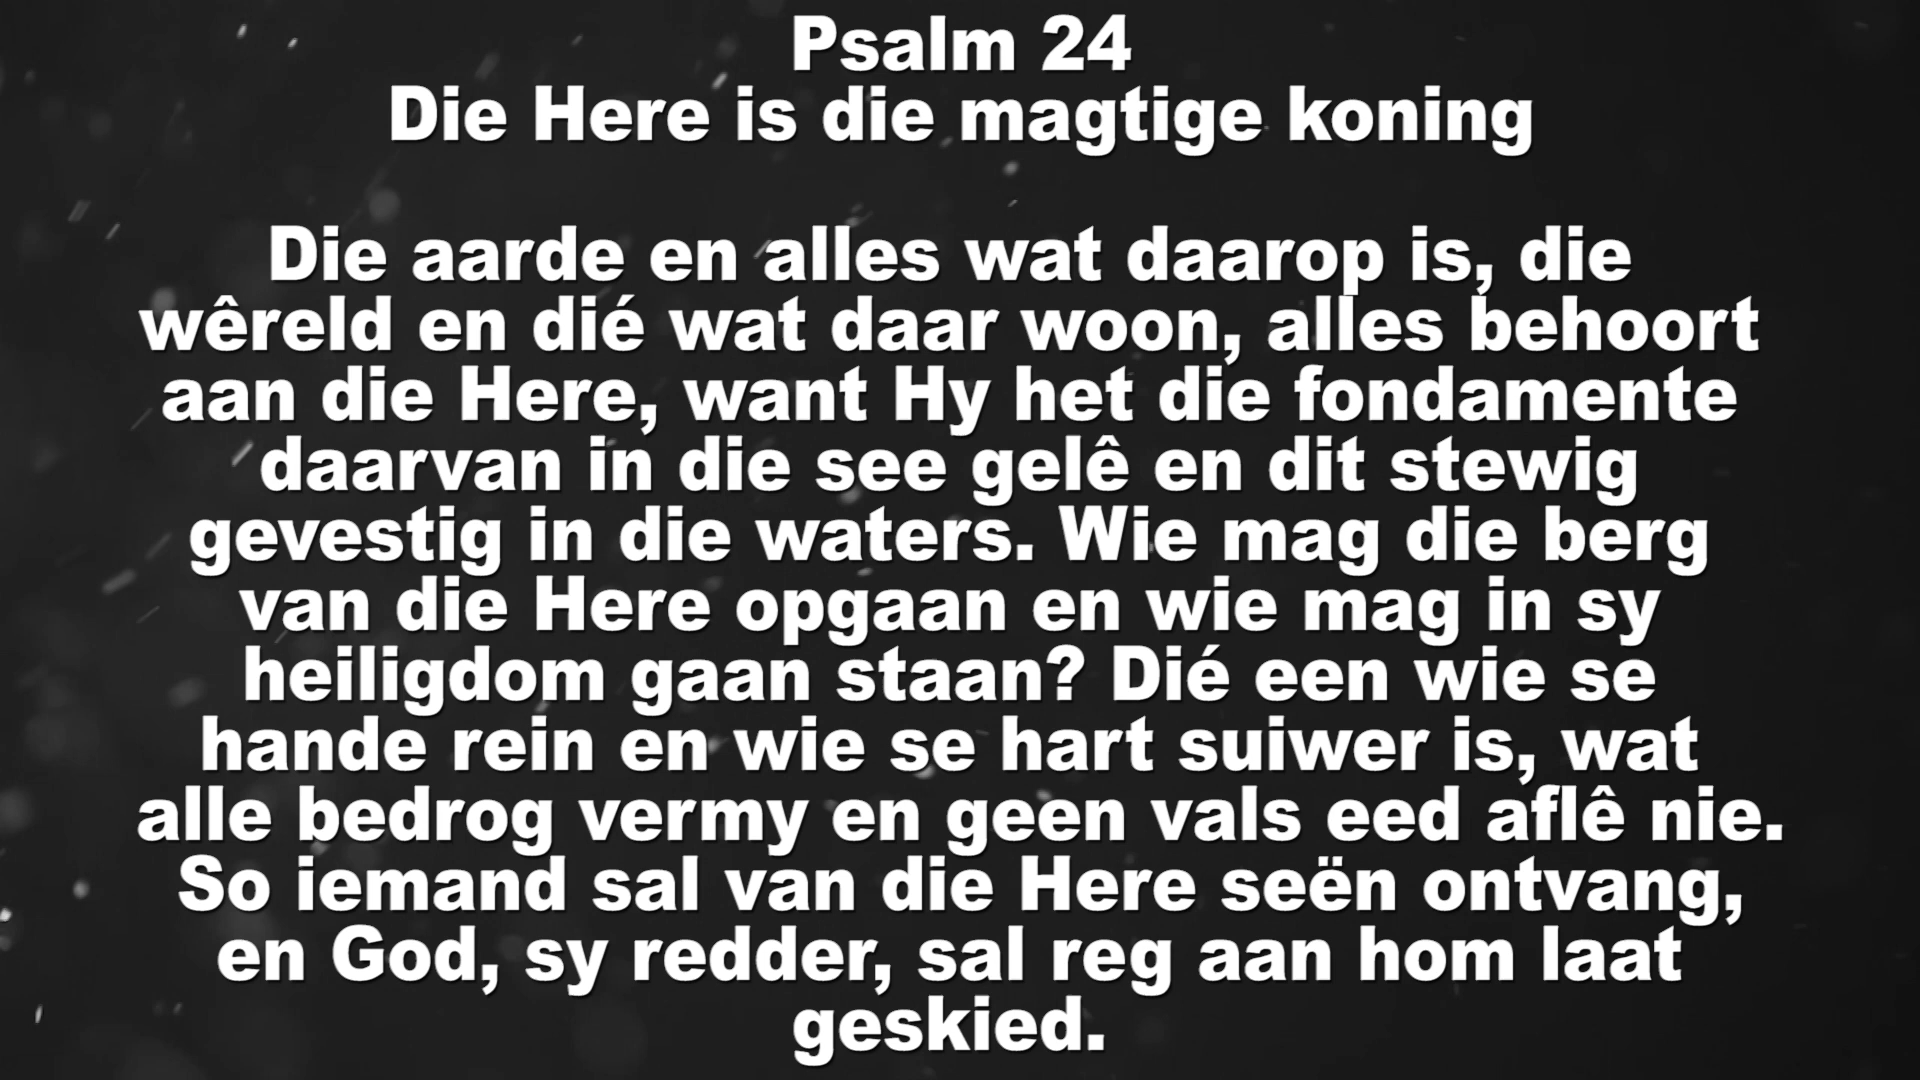 Psalm 24
Die Here is die magtige koning
Die aarde en alles wat daarop is, die
wêreld en dié wat daar woon, alles behoort
aan die Here, want Hy het die fondamente
daarvan in die see gelê en dit stewig
gevestig in die waters. Wie mag die berg
van die Here opgaan en wie mag in sy
heiligdom gaan staan? Dié een wie se
hande rein en wie se hart suiwer is, wat
alle bedrog vermy en geen vals eed aflê nie.
So iemand sal van die Here seën ontvang,
en God, sy redder, sal reg aan hom laat
geskied.